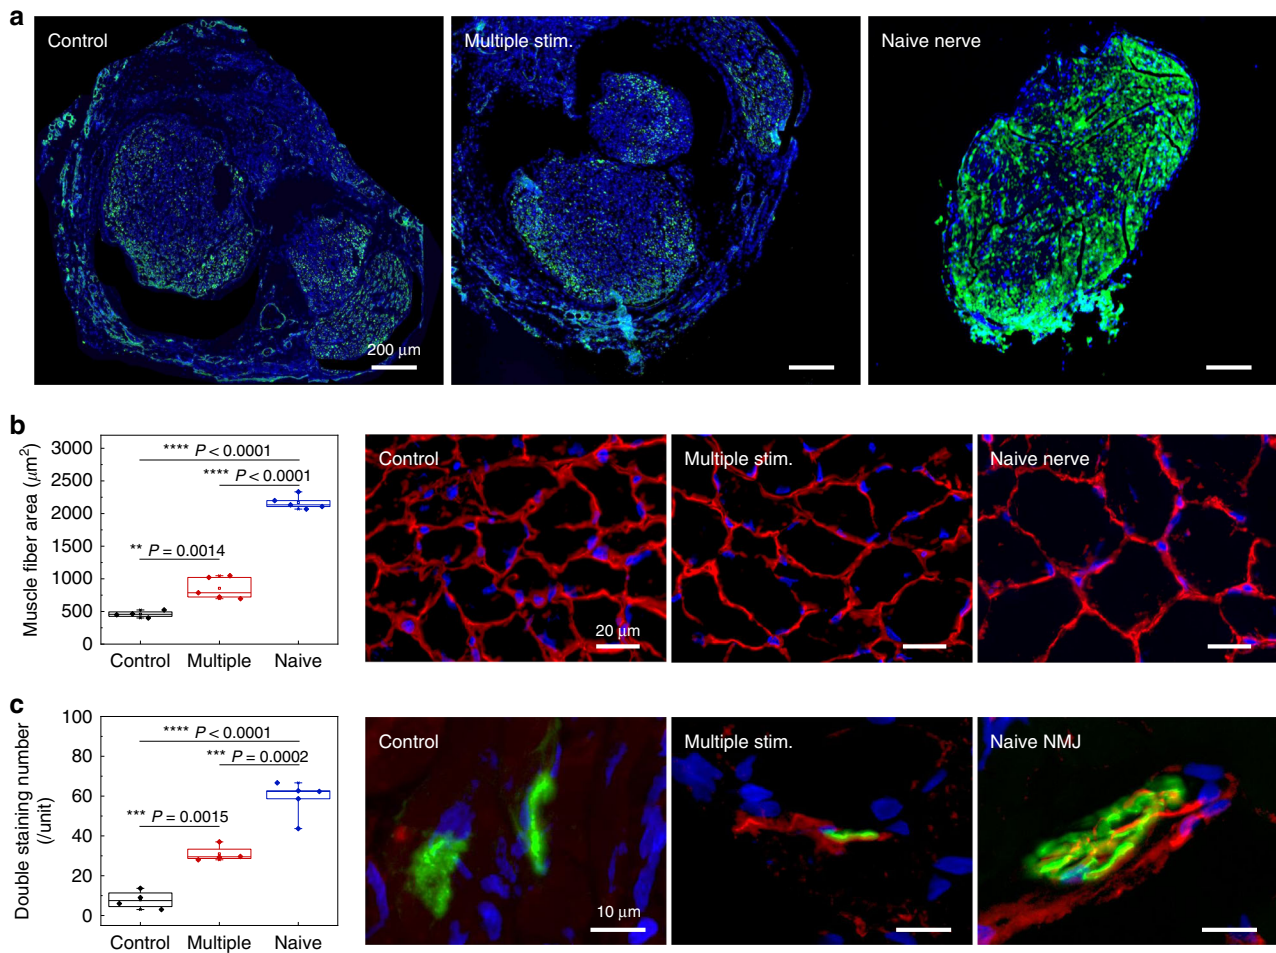 a
Control
Multiple stim.
Naive nerve
200 μm
b
Muscle fiber area (μm²)
3000
2500
2000
1500
1000
500
0
**** P < 0.0001
**** P < 0.0001
** P = 0.0014
Control
Multiple
Naive
Control
Multiple stim.
Naive nerve
20 μm
c
Double staining number
(/unit)
100
80
60
40
20
0
**** P < 0.0001
*** P = 0.0002
*** P = 0.0015
Control
Multiple
Naive
Control
Multiple stim.
Naive NMJ
10 μm